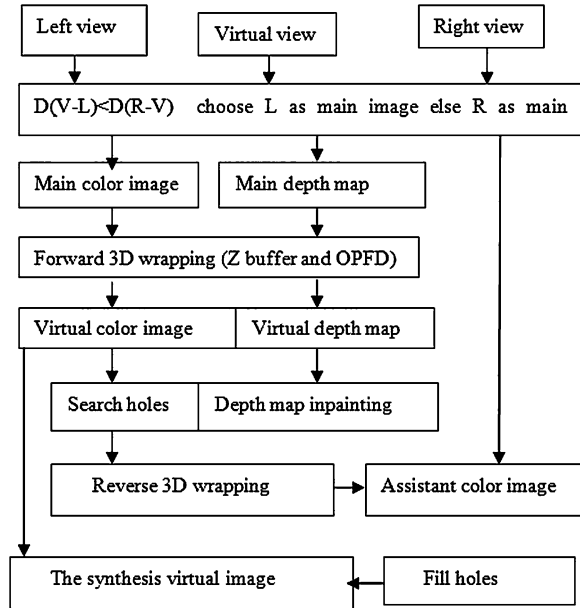 Left view
Virtual view
Right view
D(V-L)<D(R-V) choose L as main image else R as main
Main color image
Main depth map
Forward 3D wrapping (Z buffer and OPFD)
Virtual color image
Virtual depth map
Search holes
Depth map inpainting
Reverse 3D wrapping
Assistant color image
The synthesis virtual image
Fill holes